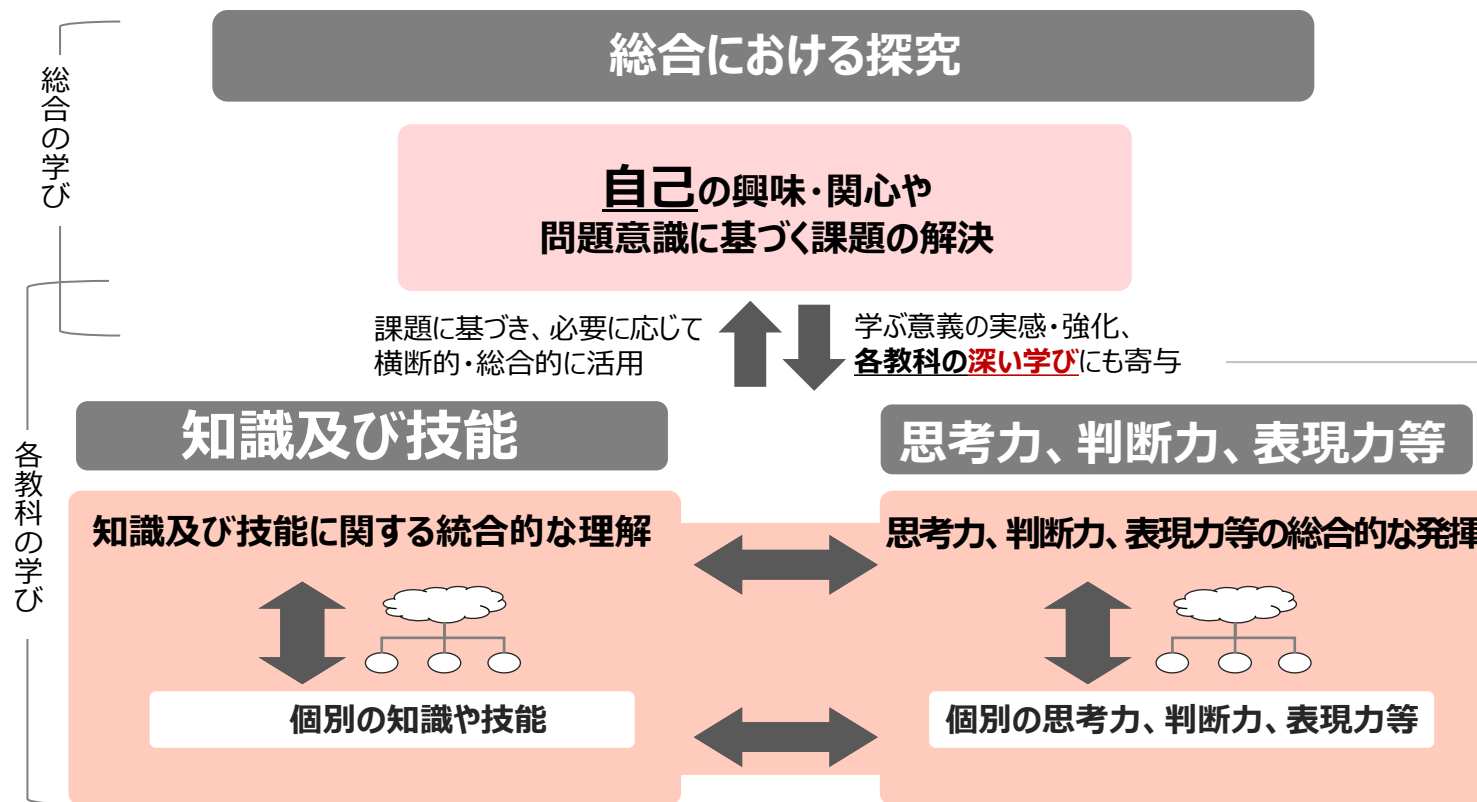 総合における探究
総合の学び
自己の興味・関心や
問題意識に基づく課題の解決
課題に基づき、必要に応じて
横断的・総合的に活用
学ぶ意義の実感・強化、
各教科の深い学びにも寄与
各教科の学び
知識及び技能
思考力、判断力、表現力等
知識及び技能に関する統合的な理解
思考力、判断力、表現力等の総合的な発揮
個別の知識や技能
個別の思考力、判断力、表現力等